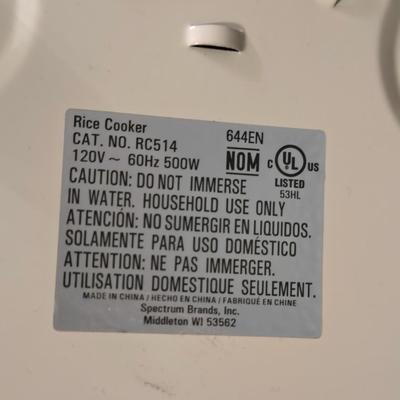 Rice Cooker 644EN
CAT. NO. RC514
120V ~ 60Hz 500W
NOM C UL US
LISTED
53HL
CAUTION: DO NOT IMMERSE
IN WATER. HOUSEHOLD USE ONLY
ATENCIÓN: NO SUMERGIR EN LIQUIDOS.
SOLAMENTE PARA USO DOMÉSTICO
ATTENTION: NE PAS IMMERGER.
UTILISATION DOMESTIQUE SEULEMENT.
MADE IN CHINA / HECHO EN CHINA / FABRIQUÉ EN CHINE
Spectrum Brands, Inc.
Middleton WI 53562